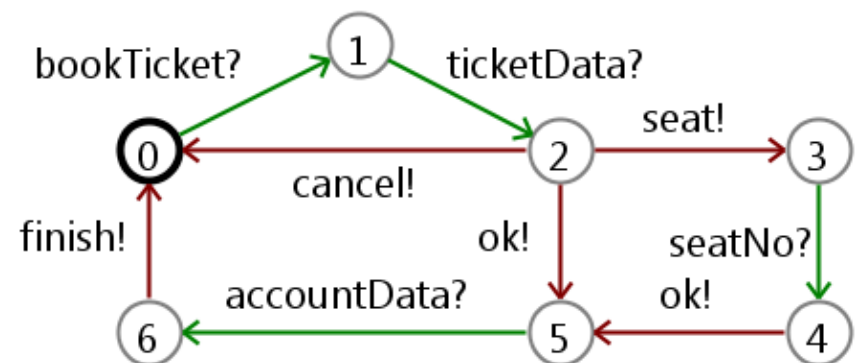 1
bookTicket?
ticketData?
seat!
0
2
3
cancel!
finish!
ok!
seatNo?
accountData?
ok!
6
5
4